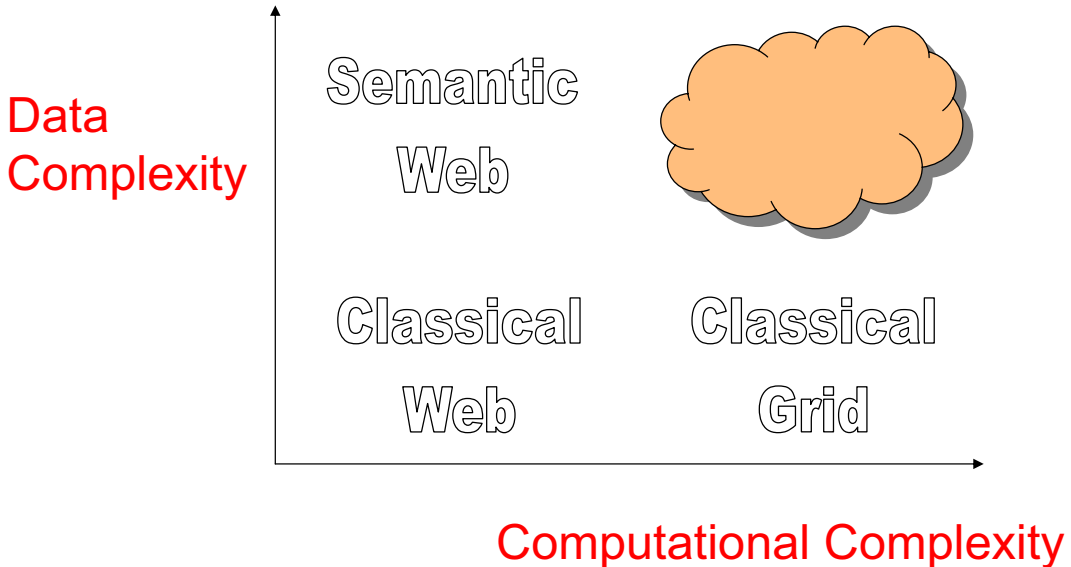 Data
Complexity
Semantic
Web
Classical
Web
Classical
Grid
Computational Complexity